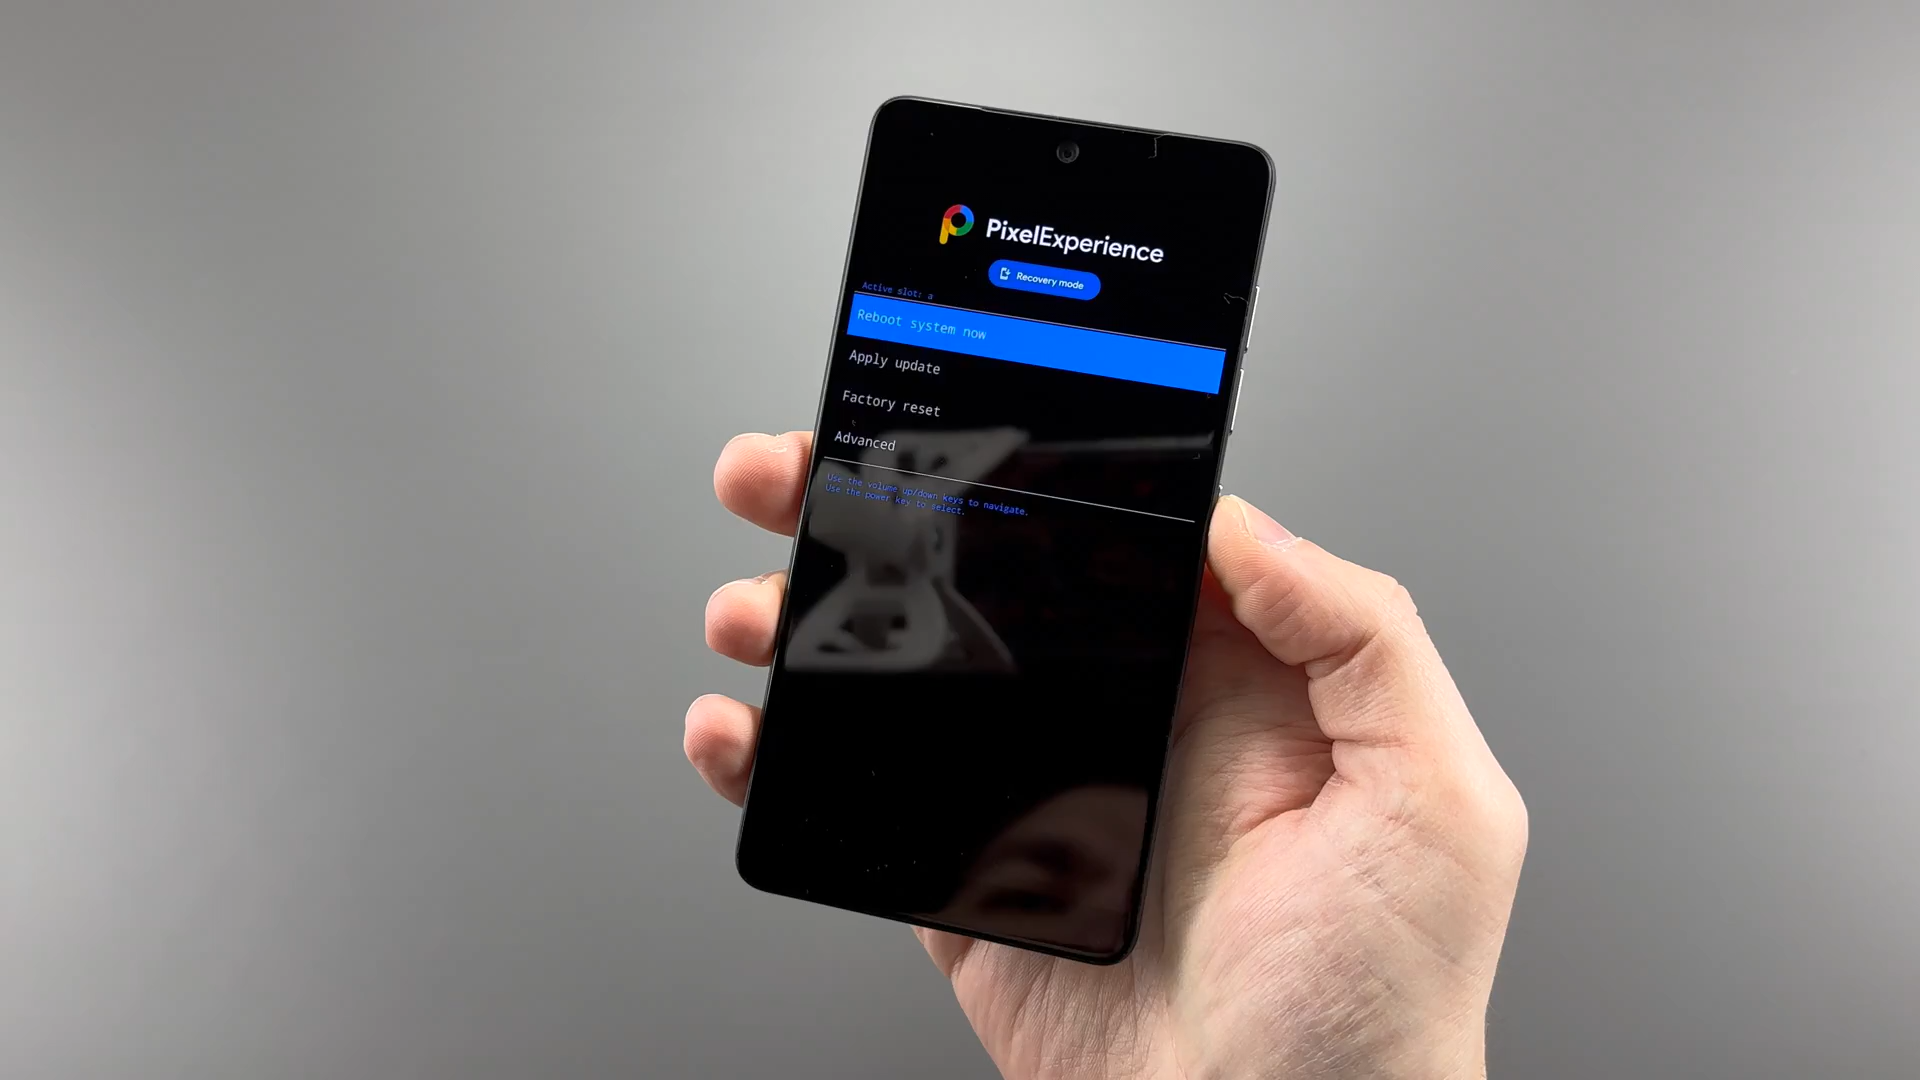 PixelExperience
Recovery mode
Active slot: a
Reboot system now
Apply update
Factory reset
Advanced
Use the volume up/down keys to navigate.
Use the power key to select.